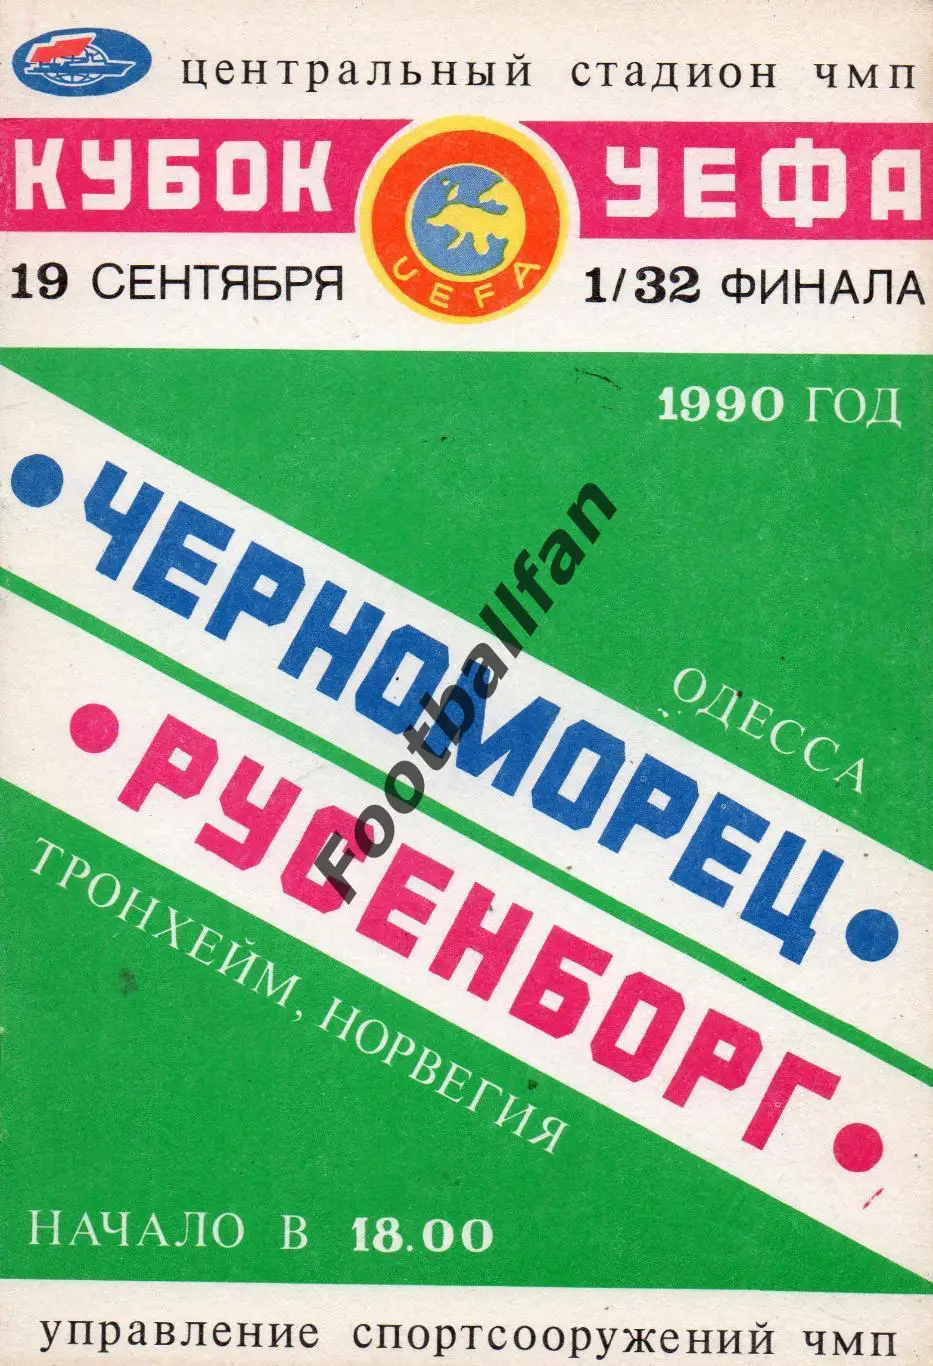 центральный стадион чмп
КУБОК УЕФА
UEFA
19 СЕНТЯБРЯ 1/32 ФИНАЛА
1990 ГОД
ЧЕРНОМОРЕЦ
ОДЕССА
РУСЕНБОРГ
ТРОНХЕЙМ, НОРВЕГИЯ
Footballfan
НАЧАЛО В 18.00
управление спортсооружений чмп